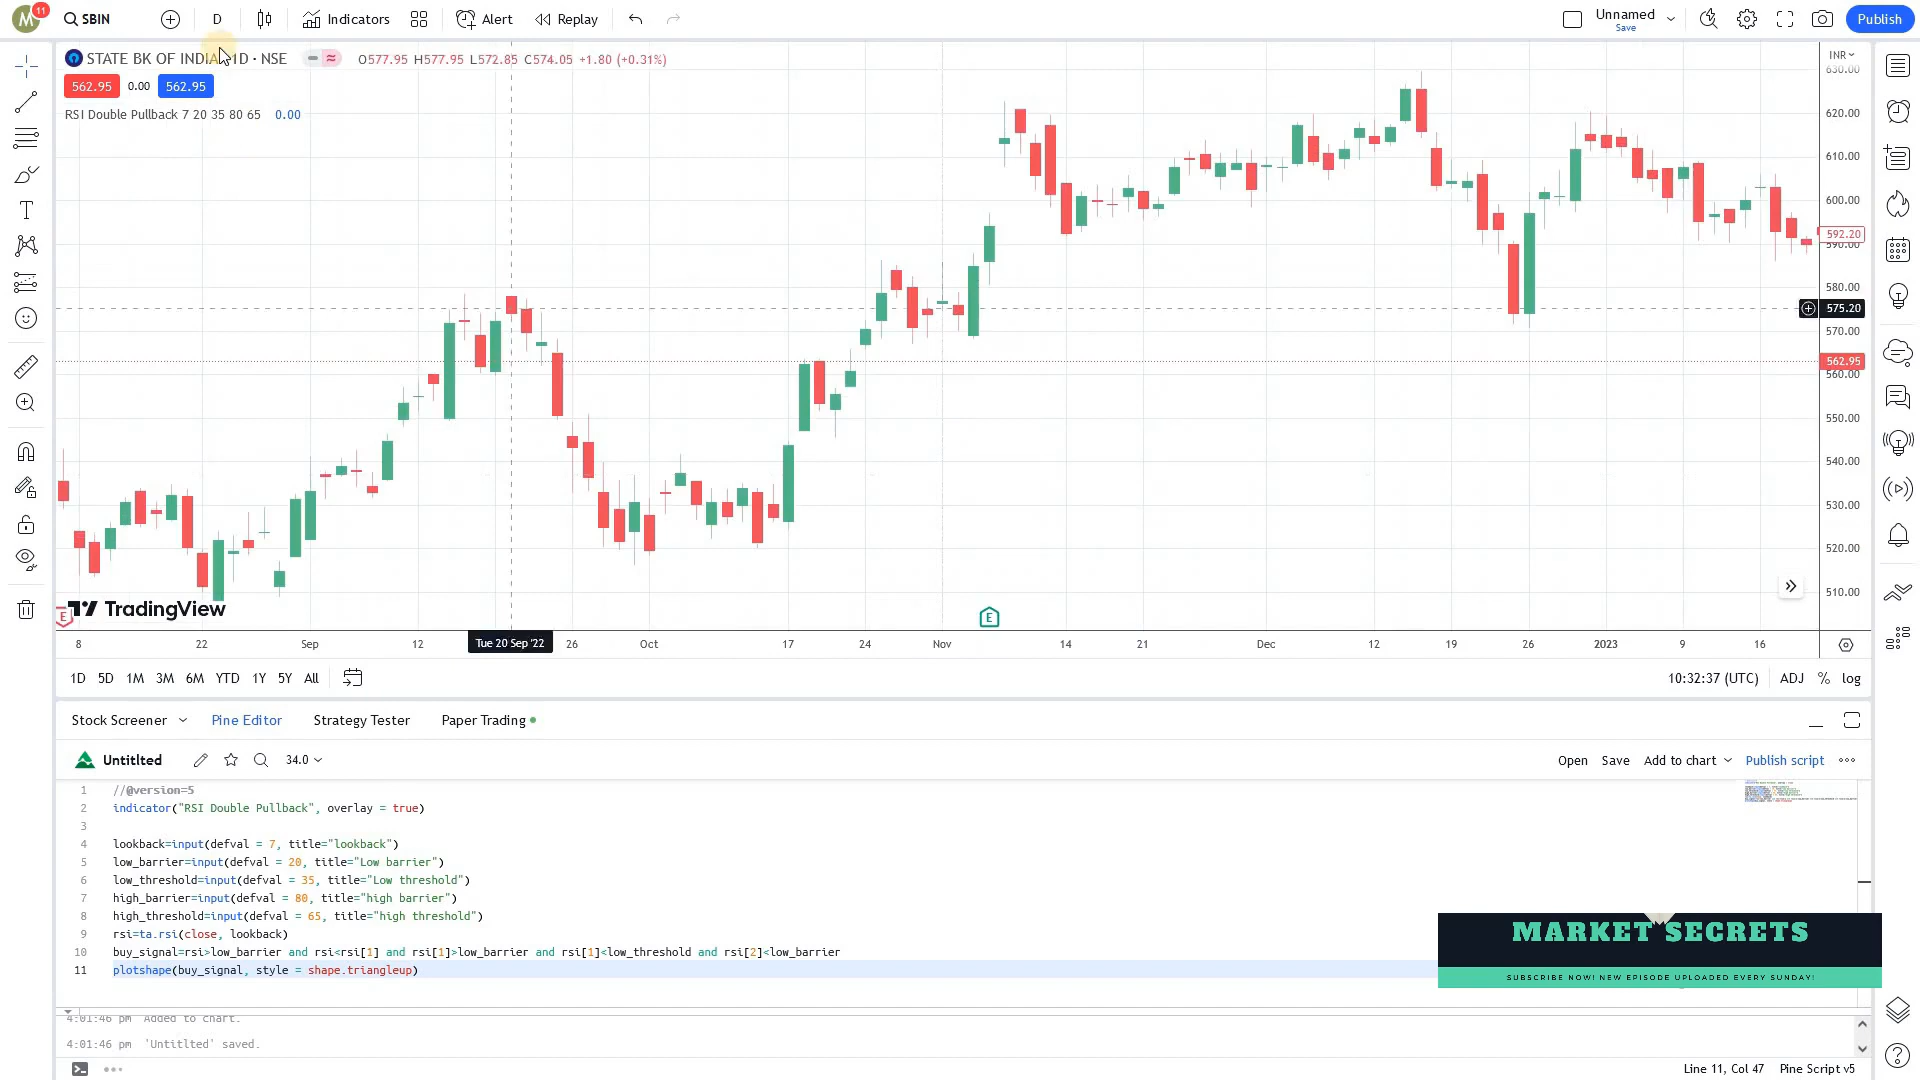 M 11 SBIN D Indicators Alert Replay Unnamed Save Publish
STATE BK OF INDIA 1D · NSE O577.95 H577.95 L572.85 C574.05 +1.80 (+0.31%) INR
562.95 0.00 562.95
RSI Double Pullback 7 20 35 80 65 0.00
630.00
620.00
610.00
600.00
592.20
590.00
580.00
575.20
570.00
562.95
560.00
550.00
540.00
530.00
520.00
510.00
E TradingView E
8 22 Sep 12 Tue 20 Sep '22 26 Oct 17 24 Nov 14 21 Dec 12 19 26 2023 9 16
1D 5D 1M 3M 6M YTD 1Y 5Y All 10:32:37 (UTC) ADJ % log
Stock Screener Pine Editor Strategy Tester Paper Trading
Untitlted 34.0 Open Save Add to chart Publish script
1 //@version=5
2 indicator("RSI Double Pullback", overlay = true)
3
4 lookback=input(defval = 7, title="lookback")
5 low_barrier=input(defval = 20, title="Low barrier")
6 low_threshold=input(defval = 35, title="Low threshold")
7 high_barrier=input(defval = 80, title="high barrier")
8 high_threshold=input(defval = 65, title="high threshold")
9 rsi=ta.rsi(close, lookback)
10 buy_signal=rsi>low_barrier and rsi<rsi[1] and rsi[1]>low_barrier and rsi[1]<low_threshold and rsi[2]<low_barrier
11 plotshape(buy_signal, style = shape.triangleup)
MARKET SECRETS
SUBSCRIBE NOW! NEW EPISODE UPLOADED EVERY SUNDAY!
4:01:46 pm Added to chart.
4:01:46 pm 'Untitlted' saved.
Line 11, Col 47 Pine Script v5